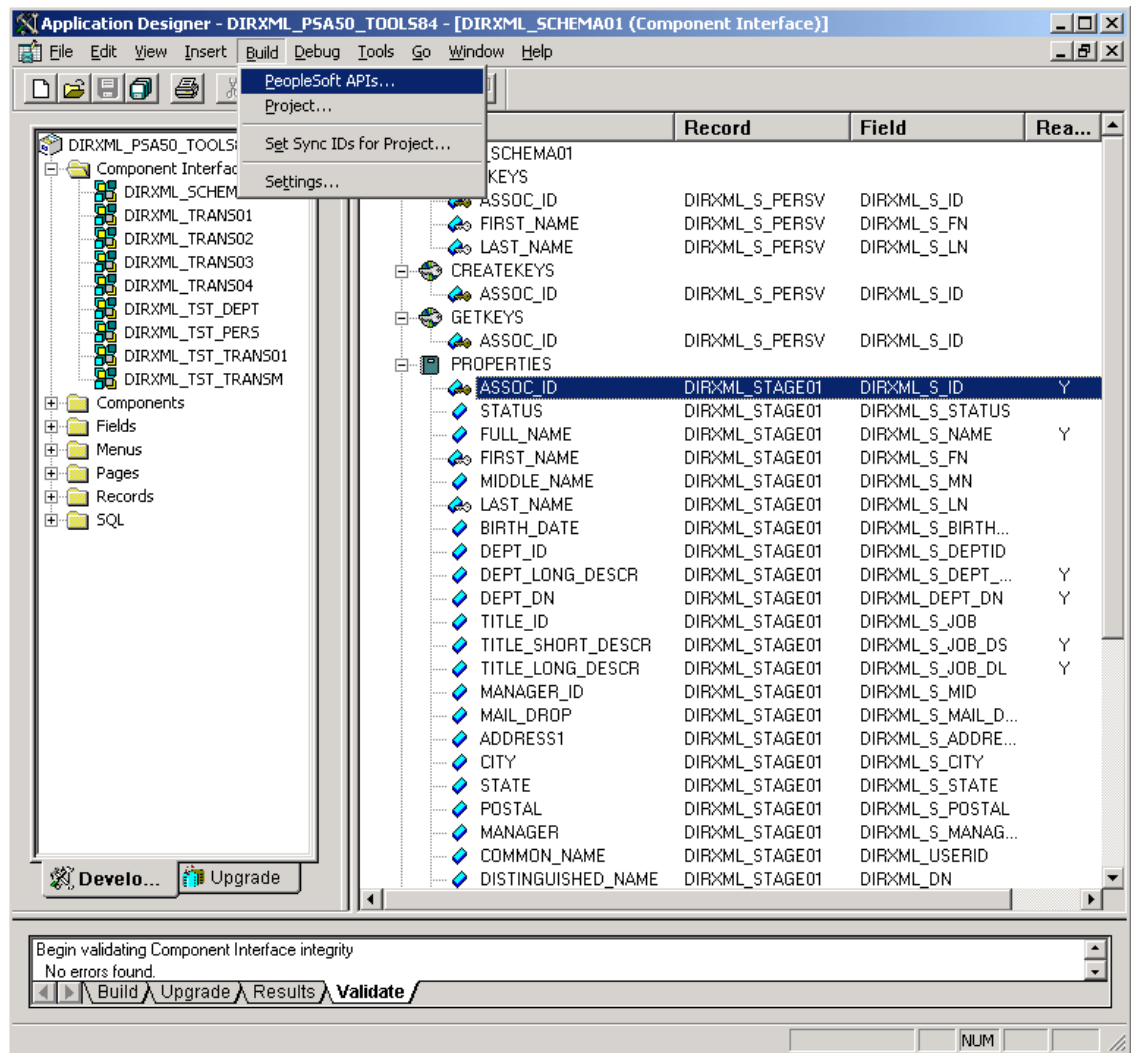 Application Designer - DIRXML_PSA50_TOOLS84 - [DIRXML_SCHEMA01 (Component Interface)]
File Edit View Insert Build Debug Tools Go Window Help
PeopleSoft APIs...
Project...
Set Sync IDs for Project...
Settings...
DIRXML_PSA50_TOOLS
Component Interfac
DIRXML_SCHEM
DIRXML_TRANS01
DIRXML_TRANS02
DIRXML_TRANS03
DIRXML_TRANS04
DIRXML_TST_DEPT
DIRXML_TST_PERS
DIRXML_TST_TRANS01
DIRXML_TST_TRANSM
Components
Fields
Menus
Pages
Records
SQL
Develo... Upgrade
Record Field Rea...
_SCHEMA01
KEYS
ASSOC_ID DIRXML_S_PERSV DIRXML_S_ID
FIRST_NAME DIRXML_S_PERSV DIRXML_S_FN
LAST_NAME DIRXML_S_PERSV DIRXML_S_LN
CREATEKEYS
ASSOC_ID DIRXML_S_PERSV DIRXML_S_ID
GETKEYS
ASSOC_ID DIRXML_S_PERSV DIRXML_S_ID
PROPERTIES
ASSOC_ID DIRXML_STAGE01 DIRXML_S_ID Y
STATUS DIRXML_STAGE01 DIRXML_S_STATUS
FULL_NAME DIRXML_STAGE01 DIRXML_S_NAME Y
FIRST_NAME DIRXML_STAGE01 DIRXML_S_FN
MIDDLE_NAME DIRXML_STAGE01 DIRXML_S_MN
LAST_NAME DIRXML_STAGE01 DIRXML_S_LN
BIRTH_DATE DIRXML_STAGE01 DIRXML_S_BIRTH...
DEPT_ID DIRXML_STAGE01 DIRXML_S_DEPTID
DEPT_LONG_DESCR DIRXML_STAGE01 DIRXML_S_DEPT_... Y
DEPT_DN DIRXML_STAGE01 DIRXML_DEPT_DN Y
TITLE_ID DIRXML_STAGE01 DIRXML_S_JOB
TITLE_SHORT_DESCR DIRXML_STAGE01 DIRXML_S_JOB_DS Y
TITLE_LONG_DESCR DIRXML_STAGE01 DIRXML_S_JOB_DL Y
MANAGER_ID DIRXML_STAGE01 DIRXML_S_MID
MAIL_DROP DIRXML_STAGE01 DIRXML_S_MAIL_D...
ADDRESS1 DIRXML_STAGE01 DIRXML_S_ADDRE...
CITY DIRXML_STAGE01 DIRXML_S_CITY
STATE DIRXML_STAGE01 DIRXML_S_STATE
POSTAL DIRXML_STAGE01 DIRXML_S_POSTAL
MANAGER DIRXML_STAGE01 DIRXML_S_MANAG...
COMMON_NAME DIRXML_STAGE01 DIRXML_USERID
DISTINGUISHED_NAME DIRXML_STAGE01 DIRXML_DN
Begin validating Component Interface integrity
No errors found.
Build Upgrade Results Validate
NUM